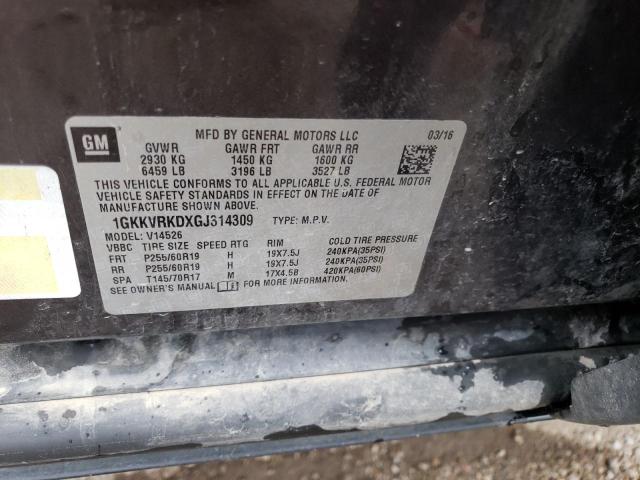 GM
MFD BY GENERAL MOTORS LLC 03/16
GVWR GAWR FRT GAWR RR
2930 KG 1450 KG 1600 KG
6459 LB 3196 LB 3527 LB
THIS VEHICLE CONFORMS TO ALL APPLICABLE U.S. FEDERAL MOTOR
VEHICLE SAFETY STANDARDS IN EFFECT ON THE DATE OF
MANUFACTURE SHOWN ABOVE.
1GKKVRKDXGJ314309 TYPE: M.P.V.
MODEL: V14526
VBBC TIRE SIZE SPEED RTG RIM COLD TIRE PRESSURE
FRT P255/60R19 H 19X7.5J 240KPA(35PSI)
RR P255/60R19 H 19X7.5J 240KPA(35PSI)
SPA T145/70R17 M 17X4.5B 420KPA(60PSI)
SEE OWNER'S MANUAL FOR MORE INFORMATION.